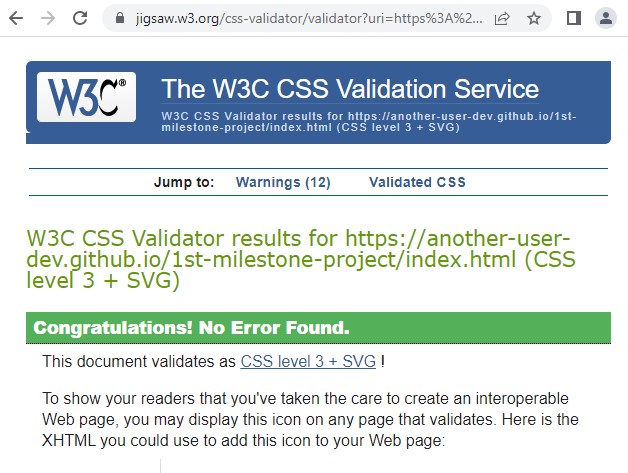 jigsaw.w3.org/css-validator/validator?uri=https%3A%2...
W3C®
The W3C CSS Validation Service
W3C CSS Validator results for https://another-user-dev.github.io/1st-
milestone-project/index.html (CSS level 3 + SVG)
Jump to: Warnings (12) Validated CSS
W3C CSS Validator results for https://another-user-
dev.github.io/1st-milestone-project/index.html (CSS
level 3 + SVG)
Congratulations! No Error Found.
This document validates as CSS level 3 + SVG !
To show your readers that you've taken the care to create an interoperable
Web page, you may display this icon on any page that validates. Here is the
XHTML you could use to add this icon to your Web page: